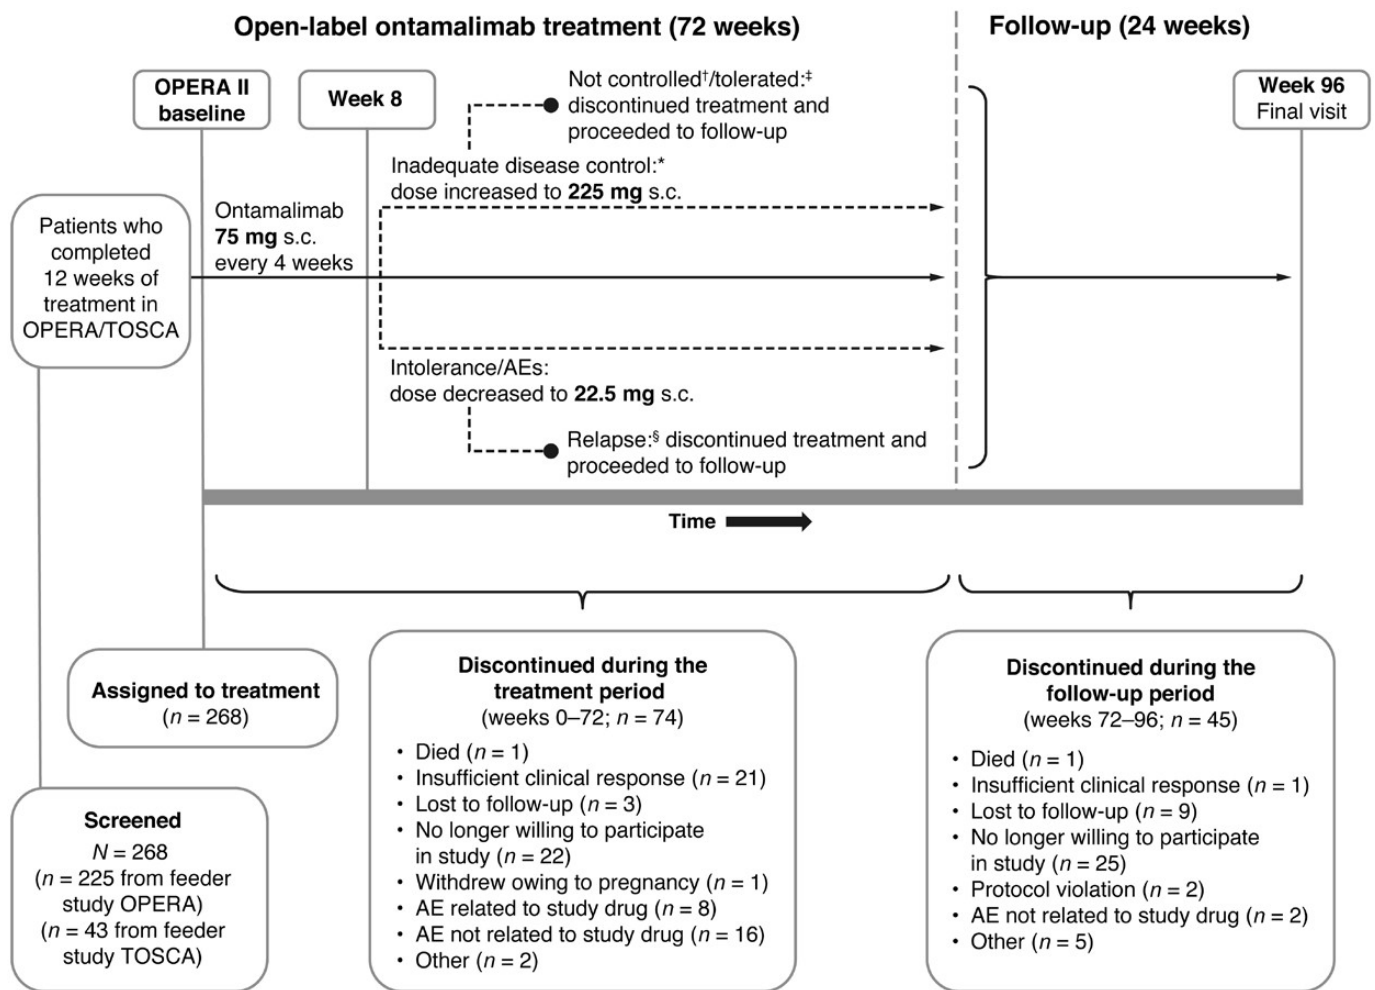 Open-label ontamalimab treatment (72 weeks)
Follow-up (24 weeks)
OPERA II
baseline
Week 8
Not controlled†/tolerated:‡
discontinued treatment and
proceeded to follow-up
Week 96
Final visit
Inadequate disease control:*
dose increased to 225 mg s.c.
Patients who
completed
12 weeks of
treatment in
OPERA/TOSCA
Ontamalimab
75 mg s.c.
every 4 weeks
Intolerance/AEs:
dose decreased to 22.5 mg s.c.
Relapse:§ discontinued treatment and
proceeded to follow-up
Time
Assigned to treatment
(n = 268)
Screened
N = 268
(n = 225 from feeder
study OPERA)
(n = 43 from feeder
study TOSCA)
Discontinued during the
treatment period
(weeks 0–72; n = 74)
• Died (n = 1)
• Insufficient clinical response (n = 21)
• Lost to follow-up (n = 3)
• No longer willing to participate
in study (n = 22)
• Withdrew owing to pregnancy (n = 1)
• AE related to study drug (n = 8)
• AE not related to study drug (n = 16)
• Other (n = 2)
Discontinued during the
follow-up period
(weeks 72–96; n = 45)
• Died (n = 1)
• Insufficient clinical response (n = 1)
• Lost to follow-up (n = 9)
• No longer willing to participate
in study (n = 25)
• Protocol violation (n = 2)
• AE not related to study drug (n = 2)
• Other (n = 5)